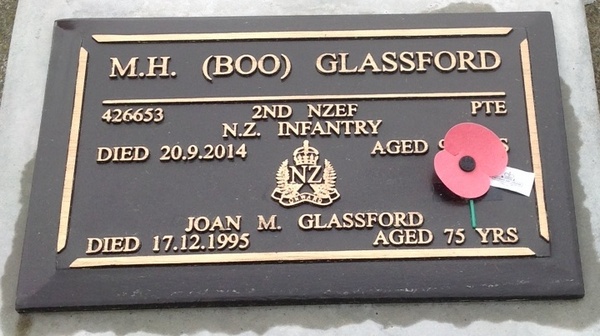 M.H. (BOO) GLASSFORD
426653 2ND NZEF PTE
N.Z. INFANTRY
DIED 20.9.2014 AGED
NZ
ONWARD
JOAN M. GLASSFORD
DIED 17.12.1995 AGED 75 YRS